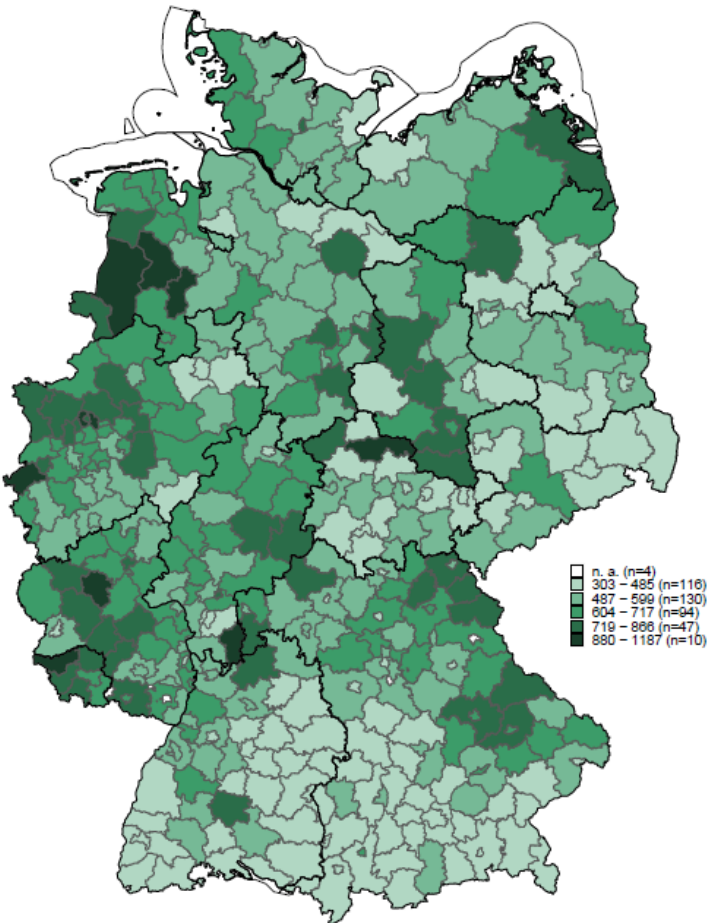 n. a. (n=4)
303 – 485 (n=116)
487 – 599 (n=130)
604 – 717 (n=94)
719 – 866 (n=47)
880 – 1187 (n=10)